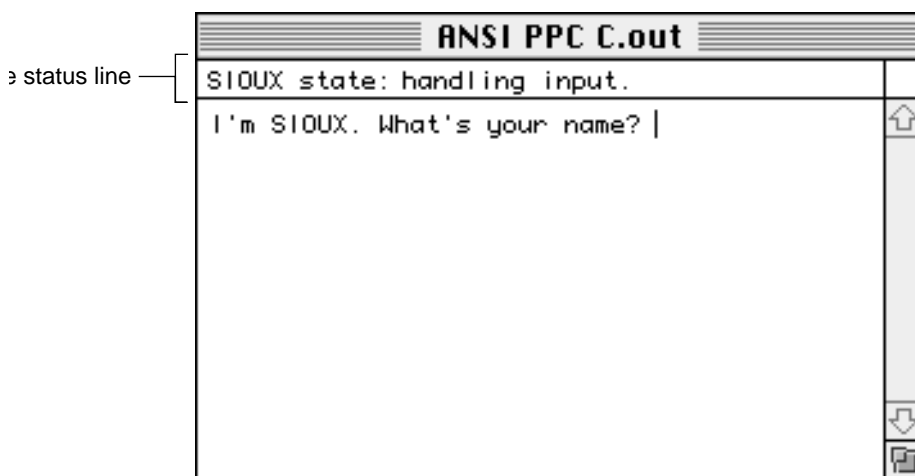 ANSI PPC C.out
status line
SIOUX state: handling input.
I'm SIOUX. What's your name?